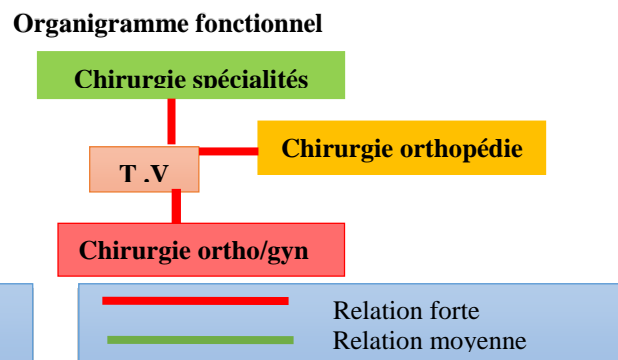 Organigramme fonctionnel
Chirurgie spécialités
Chirurgie orthopédie
T .V
Chirurgie ortho/gyn
Relation forte
Relation moyenne